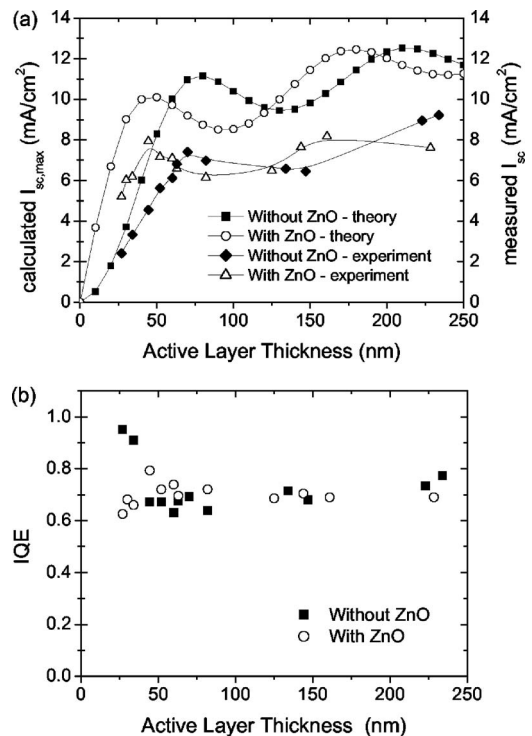 (a)
14
12
10
8
6
4
2
0
calculated I_sc,max (mA/cm²)
14
12
10
8
6
4
2
0
measured I_sc (mA/cm²)
Without ZnO - theory
With ZnO - theory
Without ZnO - experiment
With ZnO - experiment
0 50 100 150 200 250
Active Layer Thickness (nm)
(b)
1.0
0.8
0.6
0.4
0.2
0.0
IQE
Without ZnO
With ZnO
0 50 100 150 200 250
Active Layer Thickness (nm)